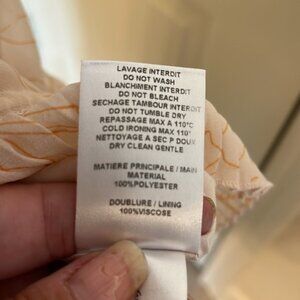 LAVAGE INTERDIT
DO NOT WASH
BLANCHIMENT INTERDIT
DO NOT BLEACH
SECHAGE TAMBOUR INTERDIT
DO NOT TUMBLE DRY
REPASSAGE MAX A 110°C
COLD IRONING MAX 110°
NETTOYAGE A SEC P DOUX
DRY CLEAN GENTLE
MATIERE PRINCIPALE / MAIN
MATERIAL
100%POLYESTER
DOUBLURE / LINING
100%VISCOSE